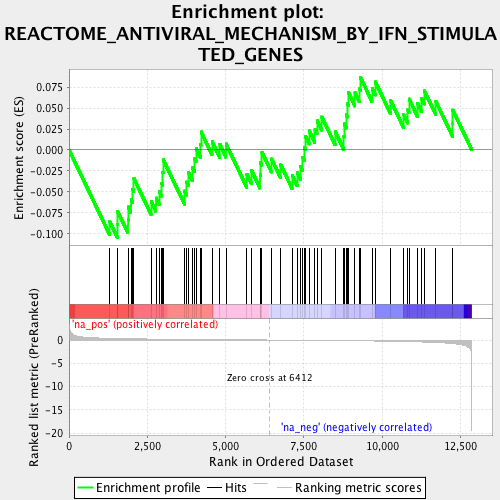 Enrichment plot:
REACTOME_ANTIVIRAL_MECHANISM_BY_IFN_STIMULA
TED_GENES
Enrichment score (ES)
0.075
0.050
0.025
0.000
-0.025
-0.050
-0.075
-0.100
'na_pos' (positively correlated)
Ranked list metric (PreRanked)
0
-5
-10
-15
-20
Zero cross at 6412
'na_neg' (negatively correlated)
0
2,500
5,000
7,500
10,000
12,500
Rank in Ordered Dataset
Enrichment profile
Hits
Ranking metric scores